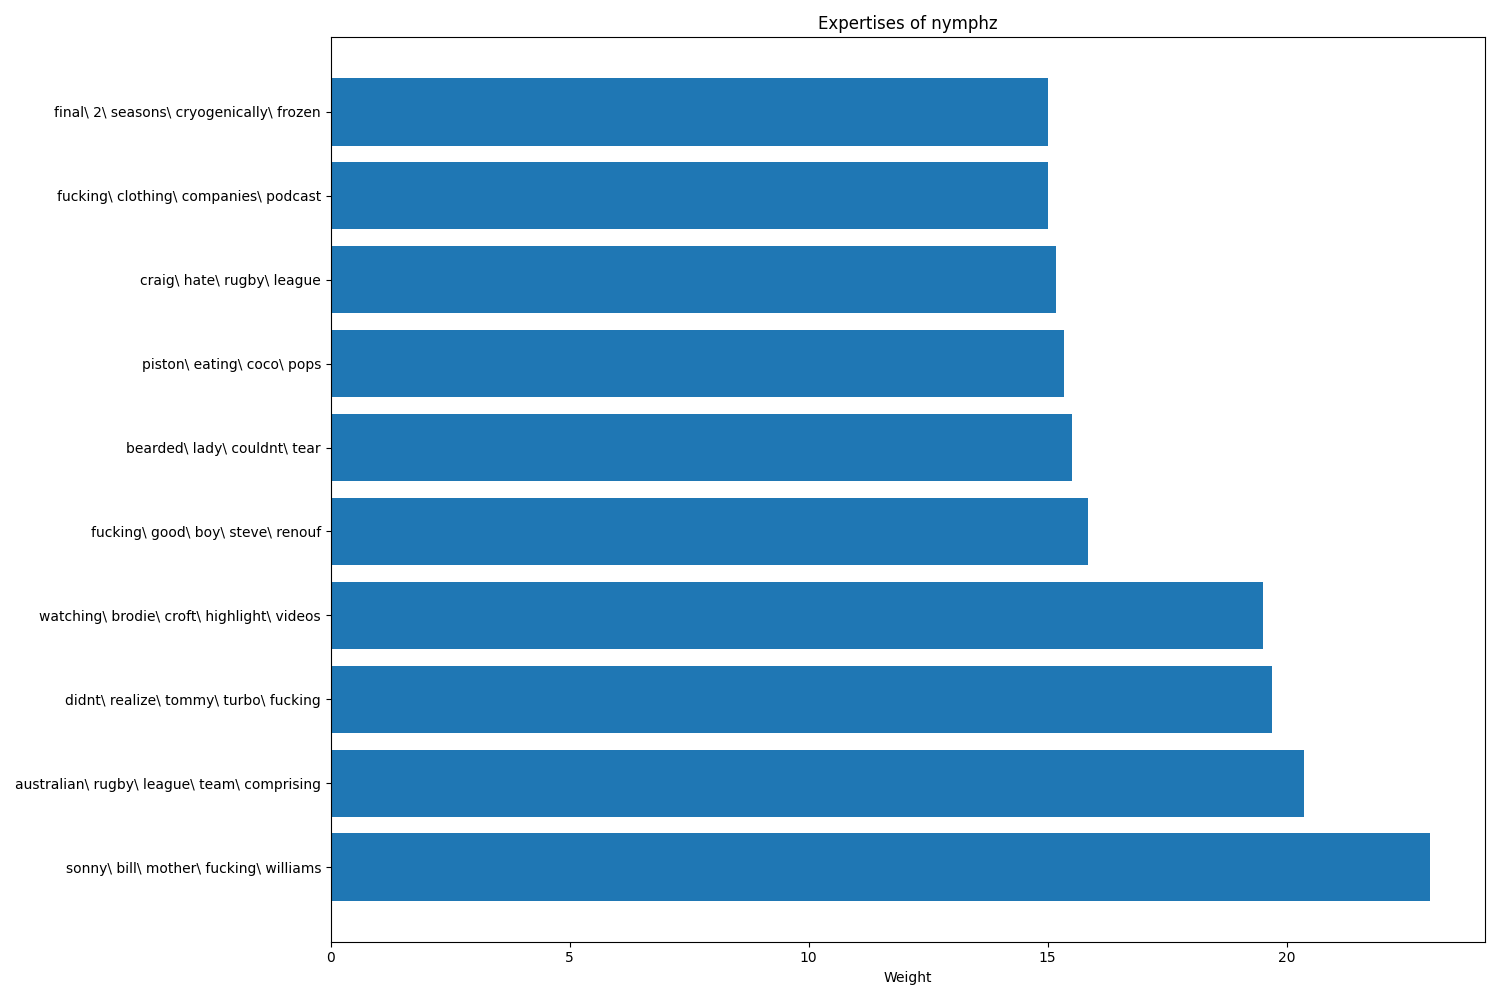 Expertises of nymphz
final\ 2\ seasons\ cryogenically\ frozen
fucking\ clothing\ companies\ podcast
craig\ hate\ rugby\ league
piston\ eating\ coco\ pops
bearded\ lady\ couldnt\ tear
fucking\ good\ boy\ steve\ renouf
watching\ brodie\ croft\ highlight\ videos
didnt\ realize\ tommy\ turbo\ fucking
australian\ rugby\ league\ team\ comprising
sonny\ bill\ mother\ fucking\ williams
0 5 10 15 20
Weight